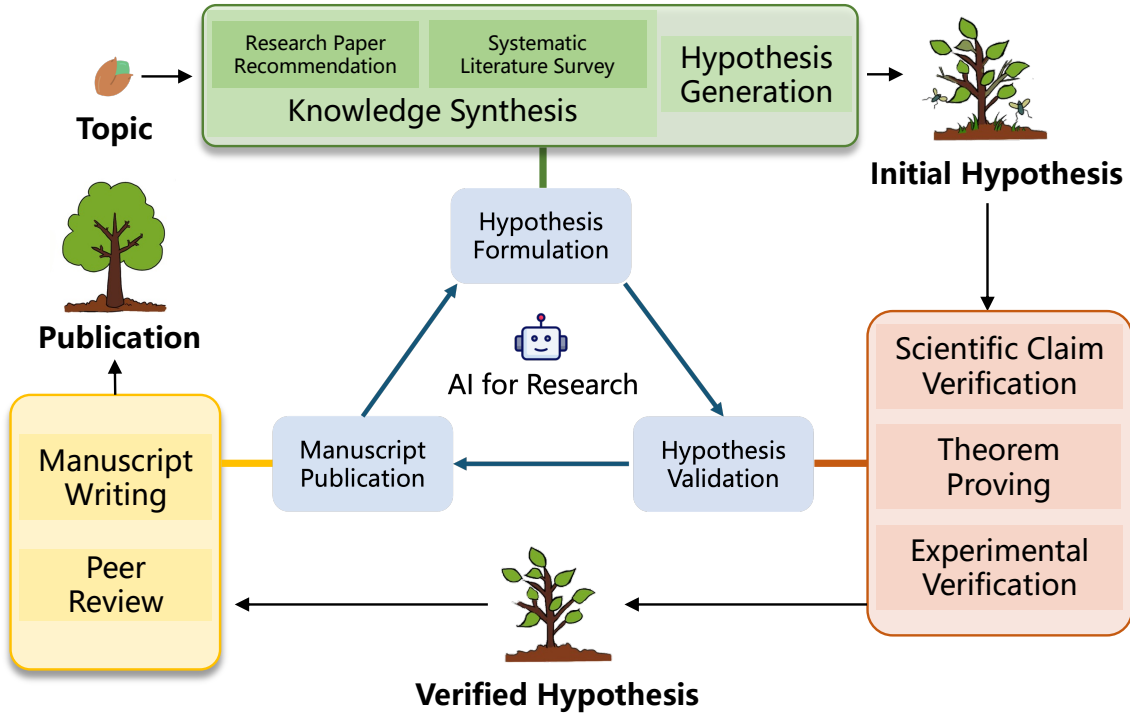 Research Paper
Recommendation
Systematic
Literature Survey
Knowledge Synthesis
Hypothesis
Generation
Topic
Initial Hypothesis
Hypothesis
Formulation
Publication
AI for Research
Scientific Claim
Verification
Theorem
Proving
Experimental
Verification
Manuscript
Writing
Peer
Review
Manuscript
Publication
Hypothesis
Validation
Verified Hypothesis